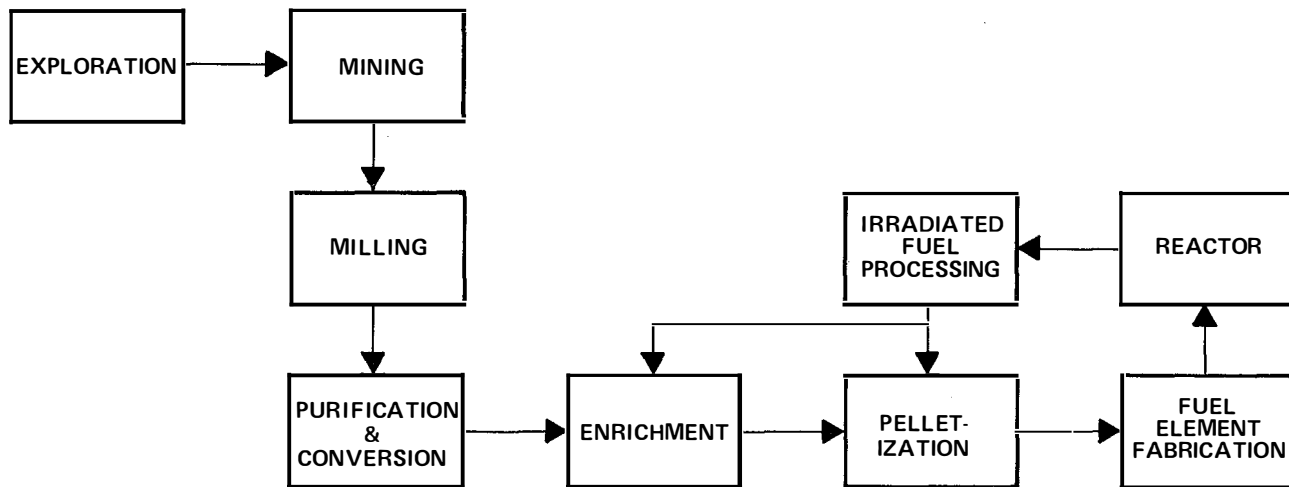 EXPLORATION
MINING
MILLING
IRRADIATED
FUEL
PROCESSING
REACTOR
PURIFICATION
&
CONVERSION
ENRICHMENT
PELLET-
IZATION
FUEL
ELEMENT
FABRICATION